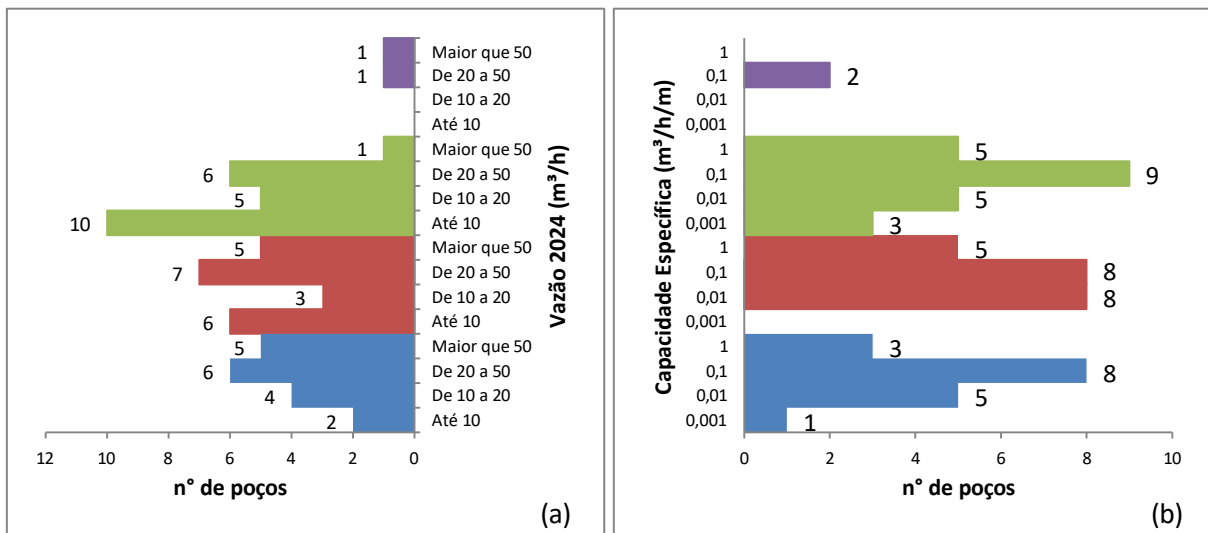 1 Maior que 50
1 De 20 a 50
De 10 a 20
Até 10
1 Maior que 50
6 De 20 a 50
5 De 10 a 20
10 Até 10
5 Maior que 50
7 De 20 a 50
3 De 10 a 20
6 Até 10
5 Maior que 50
6 De 20 a 50
4 De 10 a 20
2 Até 10
Vazão 2024 (m³/h)
12 10 8 6 4 2 0
n° de poços
(a)
Capacidade Específica (m³/h/m)
1
0,1 2
0,01
0,001
1 5
0,1 9
0,01 5
0,001 3
1 5
0,1 8
0,01 8
0,001
1 3
0,1 8
0,01 5
0,001 1
0 2 4 6 8 10
n° de poços
(b)